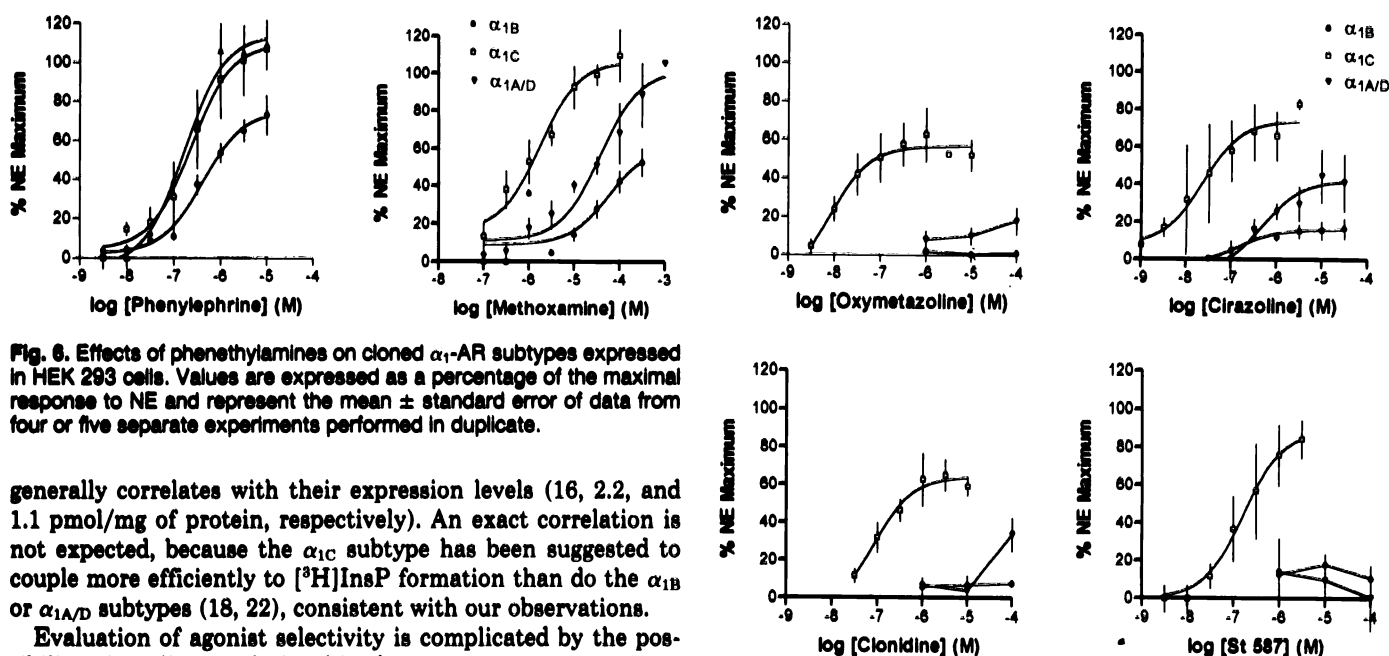 120
100
80
60
40
20
0
% NE Maximum
-9
-8
-7
-6
-5
-4
log [Phenylephrine] (M)
α1B
α1C
α1A/D
120
100
80
60
40
20
0
% NE Maximum
-8
-7
-6
-5
-4
-3
log [Methoxamine] (M)
Fig. 6. Effects of phenethylamines on cloned α1-AR subtypes expressed
in HEK 293 cells. Values are expressed as a percentage of the maximal
response to NE and represent the mean ± standard error of data from
four or five separate experiments performed in duplicate.
generally correlates with their expression levels (16, 2.2, and
1.1 pmol/mg of protein, respectively). An exact correlation is
not expected, because the α1C subtype has been suggested to
couple more efficiently to [³H]InsP formation than do the α1B
or α1A/D subtypes (18, 22), consistent with our observations.
Evaluation of agonist selectivity is complicated by the pos-
120
100
80
60
40
20
0
% NE Maximum
-9
-8
-7
-6
-5
-4
log [Oxymetazoline] (M)
α1B
α1C
α1A/D
120
100
80
60
40
20
0
% NE Maximum
-9
-8
-7
-6
-5
-4
log [Cirazoline] (M)
120
100
80
60
40
20
0
% NE Maximum
-9
-8
-7
-6
-5
-4
log [Clonidine] (M)
120
100
80
60
40
20
0
% NE Maximum
-9
-8
-7
-6
-5
-4
log [St 587] (M)